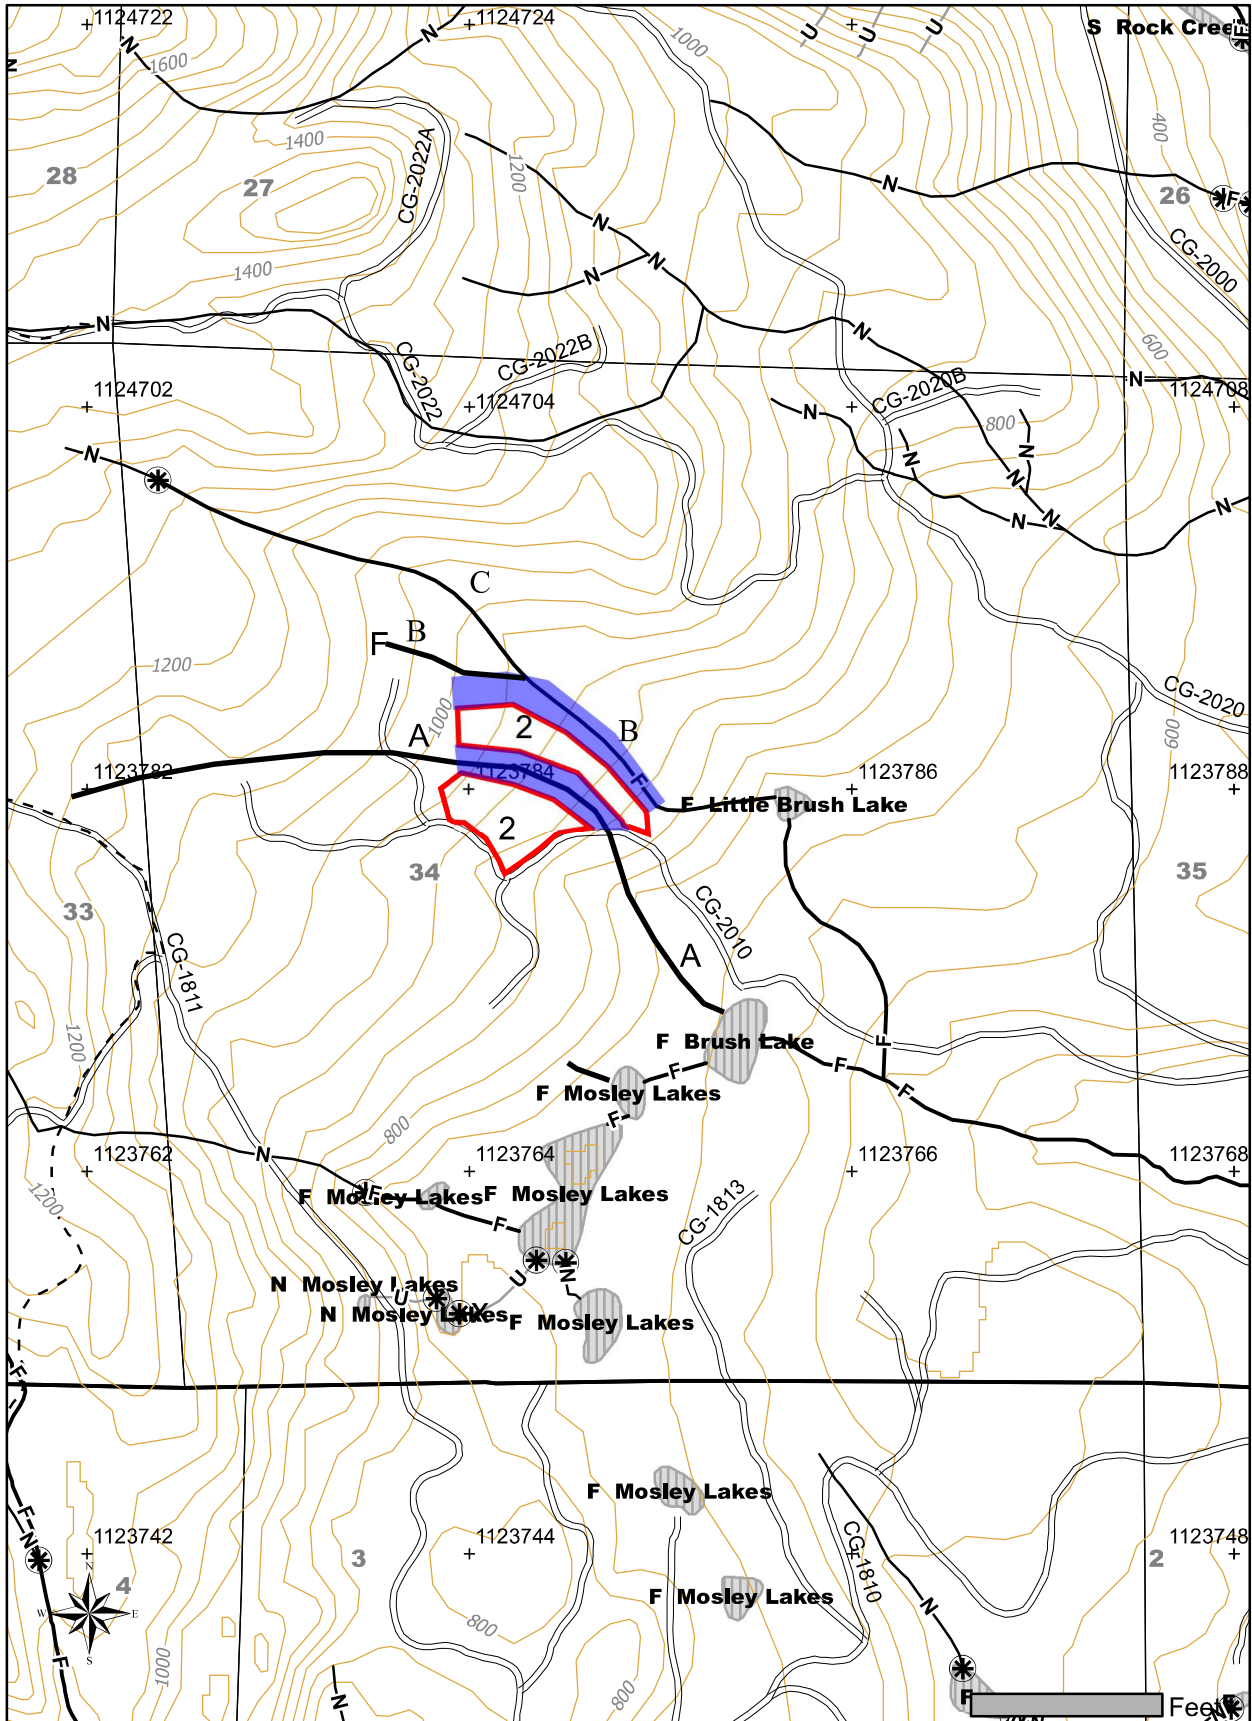 1124722
1124724
U U U
S Rock Cree
F
N
N
N
1600
1000
1400
CG-2022A
1200
400
28
27
N
26
F
N
CG-2000
1400
N
N
N
N
600
CG-2022
CG-2022B
CG-2020B
N
1124702
1124704
1124708
N
800
N
N
N
N
N
N
N
C
F B
1200
CG-2020
1000
2
B
A
600
1123782
1123784
F
1123786
1123788
F Little Brush Lake
2
34
35
33
CG-2010
CG-1811
A
1200
F Brush Lake
F
F
F
F Mosley Lakes
F
F
800
1123762
N
1123764
1123766
1123768
1200
F Mosley Lakes
F
F Mosley Lakes
F
CG-1813
U
N
N Mosley Lakes
U
N Mosley Lakes
X
F Mosley Lakes
F
F Mosley Lakes
F
N
1123742
1123744
1123748
N
3
2
4
W E
S
CG-1810
F Mosley Lakes
N
800
F
1000
800
N
F
Feet